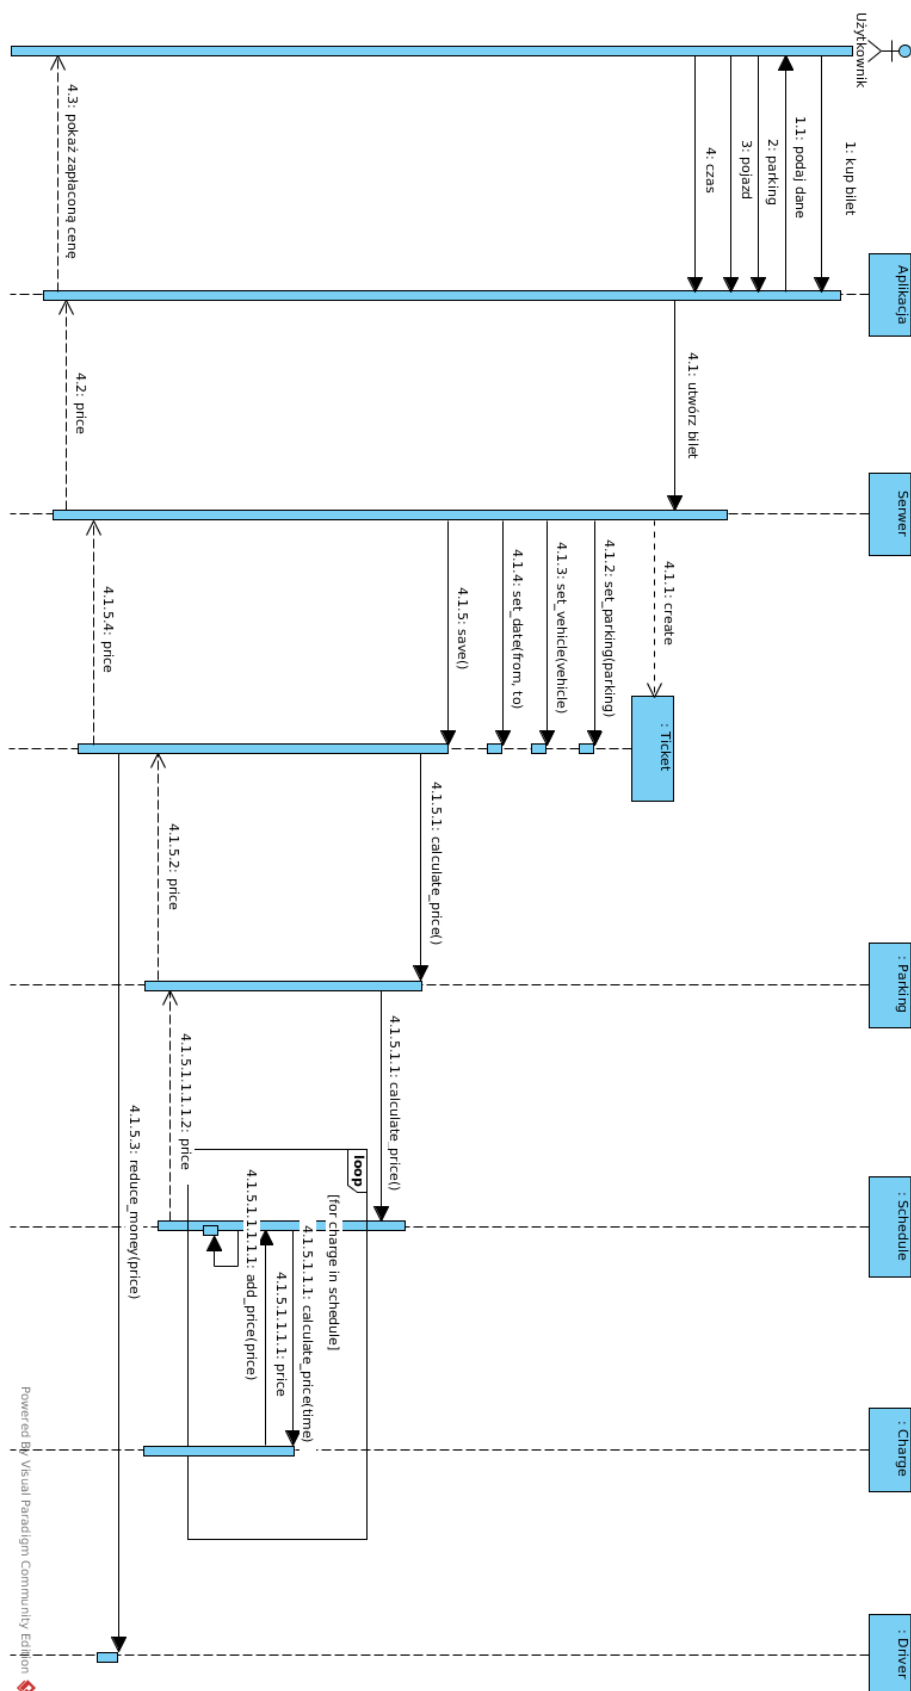 Użytkownik
Aplikacja
Serwer
: Parking
: Schedule
: Charge
: Driver
1: kup bilet
1.1: podaj dane
2: parking
3: pojazd
4: czas
4.1: utwórz bilet
4.1.1: create
: Ticket
4.1.2: set_parking(parking)
4.1.3: set_vehicle(vehicle)
4.1.4: set_date(from, to)
4.1.5: save()
4.1.5.1: calculate_price()
4.1.5.1.1: calculate_price()
loop
[for charge in schedule]
4.1.5.1.1.1: calculate_price(time)
4.1.5.1.1.1.1: price
4.1.5.1.1.1.1.1: add_price(price)
4.1.5.1.1.1.1.2: price
4.1.5.2: price
4.1.5.3: reduce_money(price)
4.1.5.4: price
4.2: price
4.3: pokaż zapłaconą cenę
Powered By Visual Paradigm Community Edition